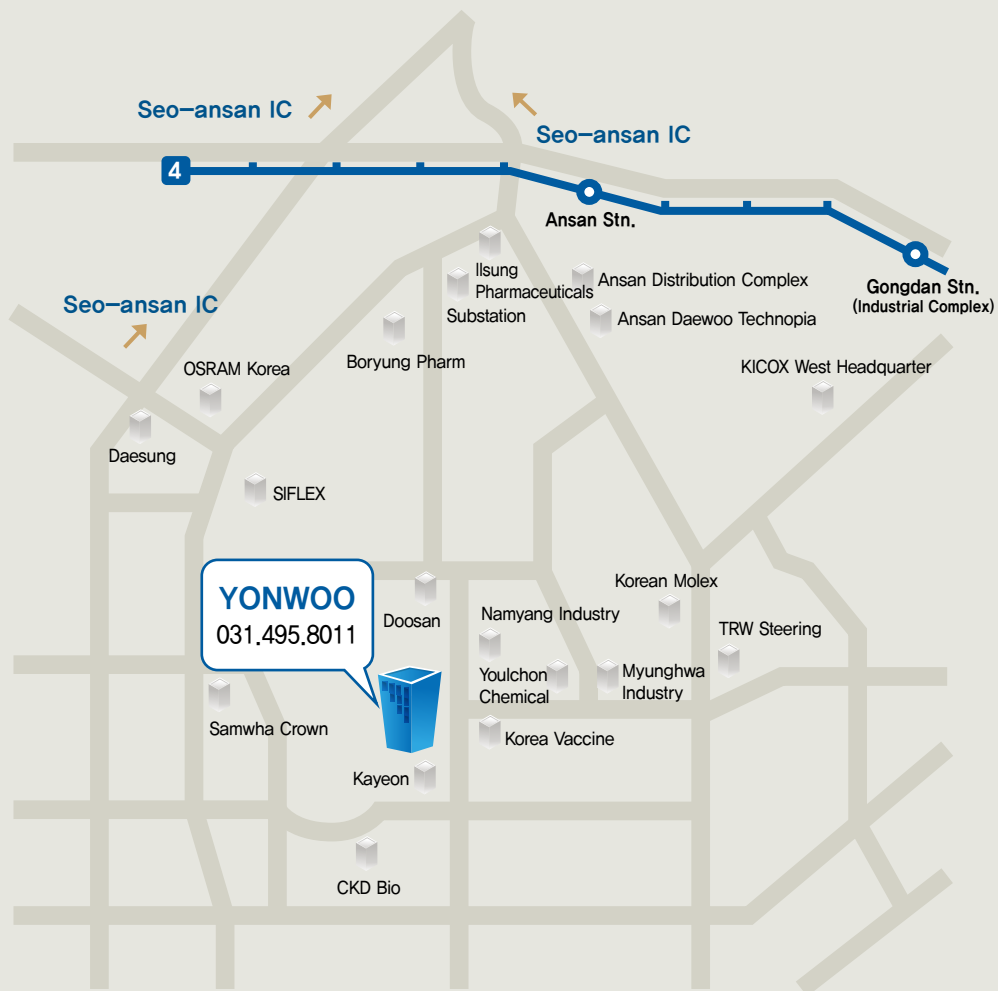 Seo-ansan IC
Seo-ansan IC
4
Ansan Stn.
Ilsung
Pharmaceuticals
Ansan Distribution Complex
Gongdan Stn.
(Industrial Complex)
Seo-ansan IC
Substation
Ansan Daewoo Technopia
Boryung Pharm
OSRAM Korea
KICOX West Headquarter
Daesung
SIFLEX
YONWOO
031.495.8011
Doosan
Korean Molex
Namyang Industry
TRW Steering
Youlchon
Chemical
Myunghwa
Industry
Samwha Crown
Korea Vaccine
Kayeon
CKD Bio